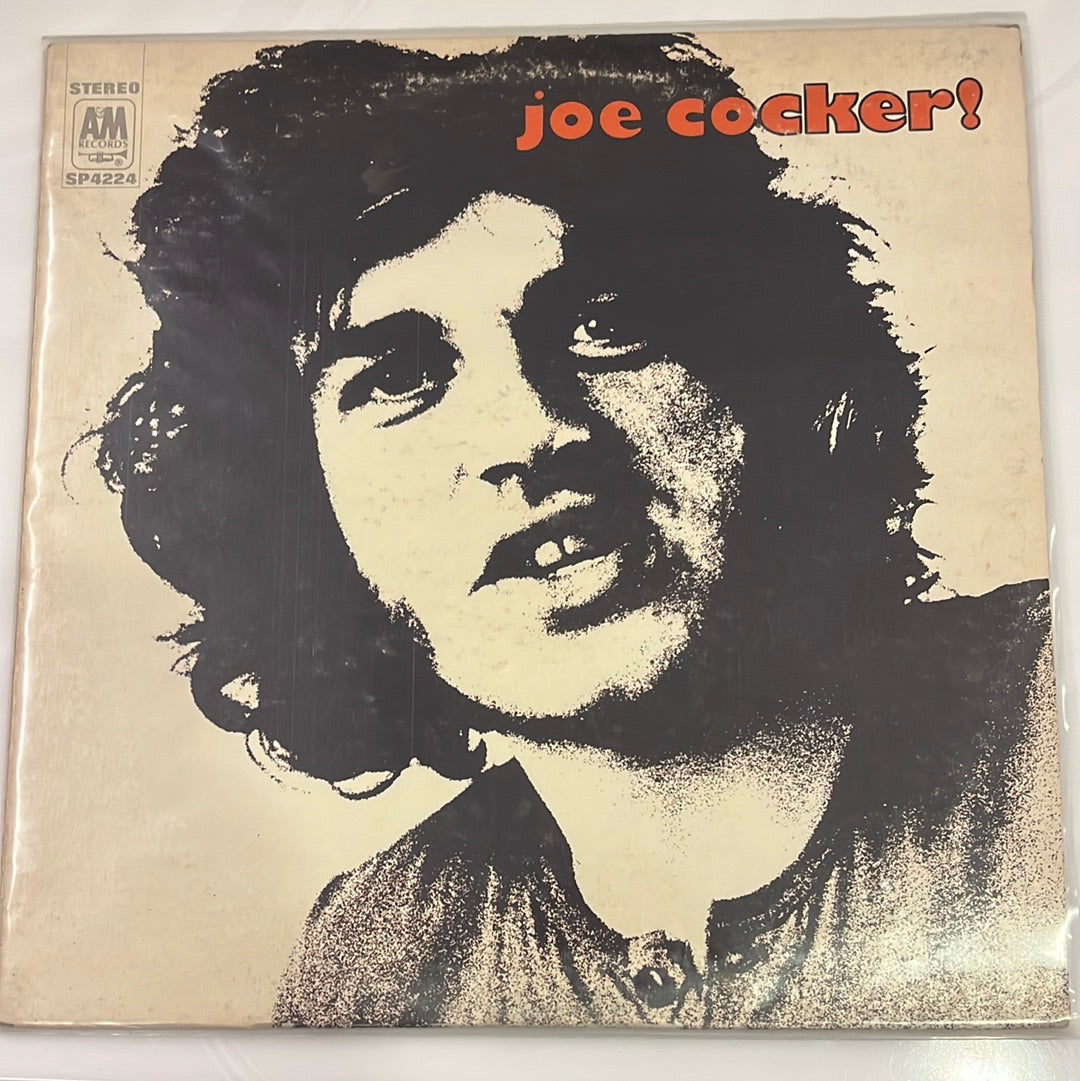 STEREO
A&M
RECORDS
®
SP4224
joe cocker!